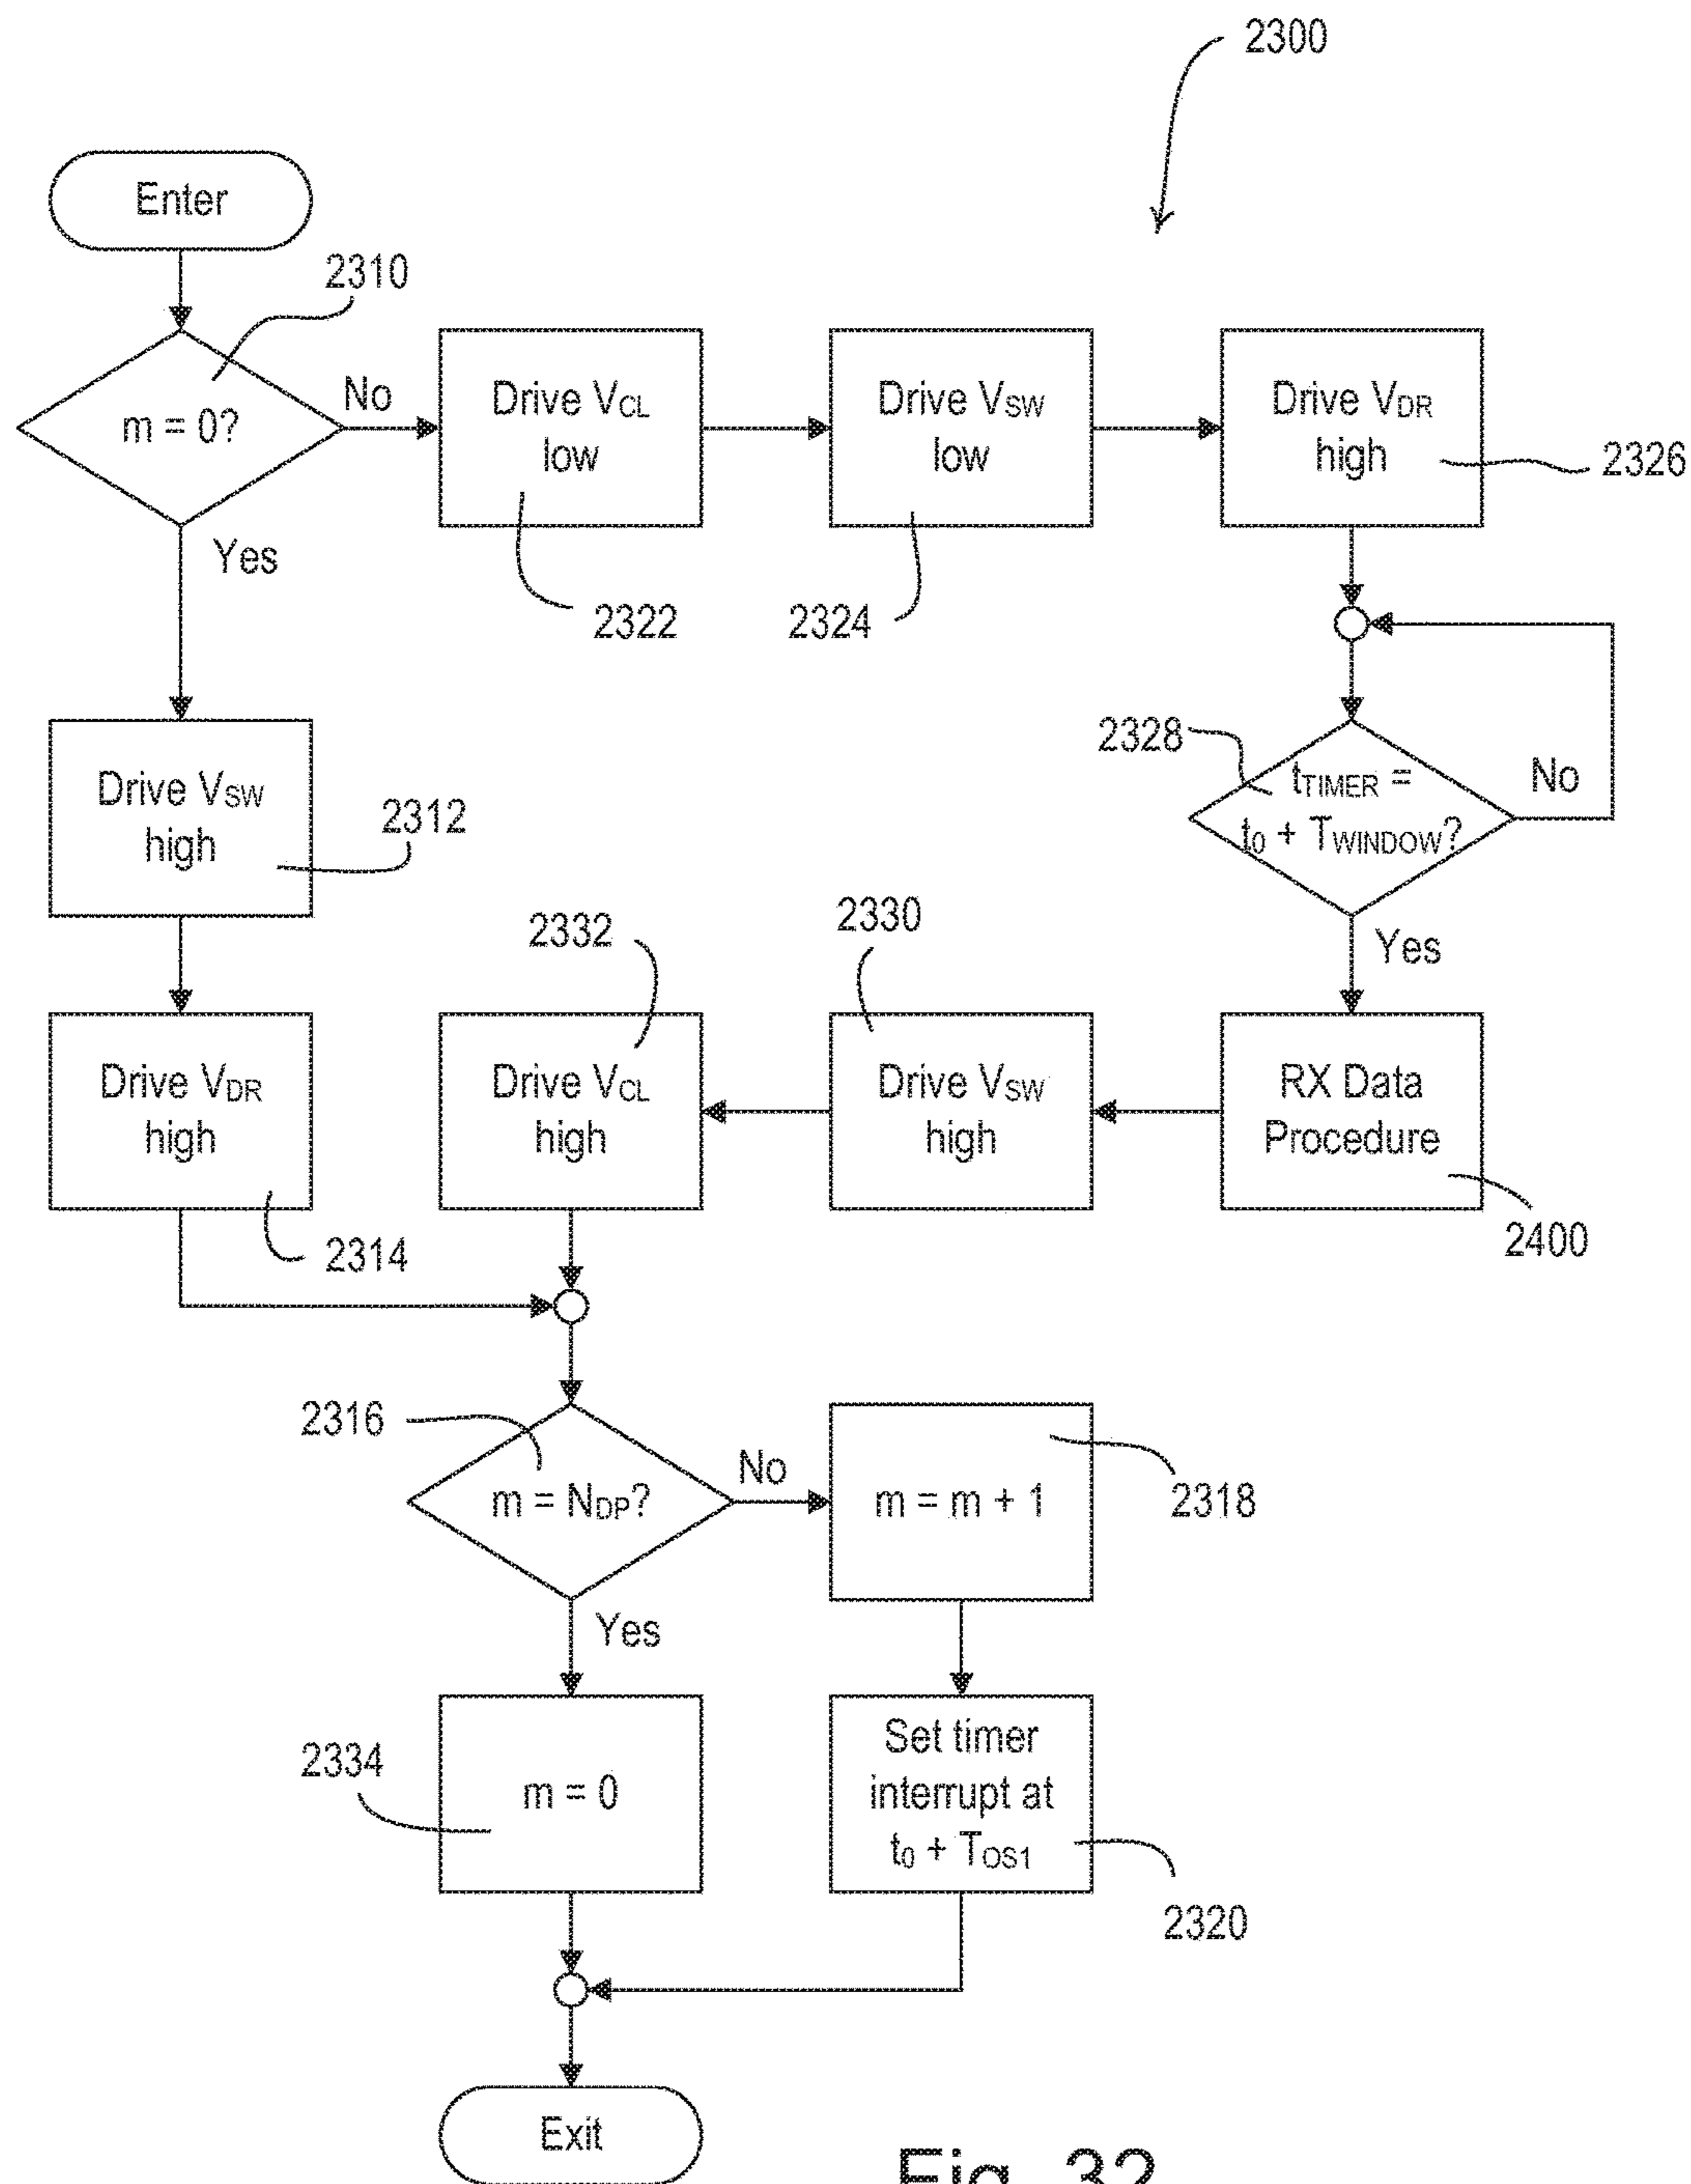 2300
Enter
2310
m = 0?
No
Yes
Drive VCL
low
2322
Drive VSW
low
2324
Drive VDR
high
2326
2328
tTIMER =
t0 + TWINDOW?
No
Yes
Drive VSW
high
2312
Drive VDR
high
2314
2332
Drive VCL
high
2330
Drive VSW
high
RX Data
Procedure
2400
2316
m = NDP?
No
Yes
m = m + 1
2318
2334
m = 0
Set timer
interrupt at
t0 + TOS1
2320
Exit
Fig. 32